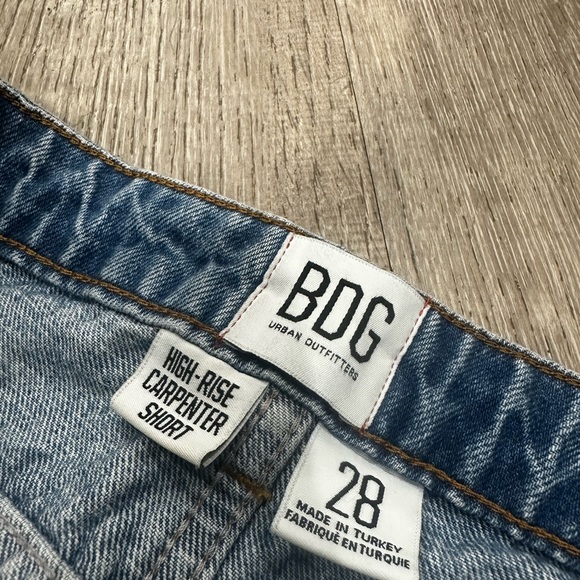 BDG
URBAN OUTFITTERS
HIGH-RISE
CARPENTER
SHORT
28
MADE IN TURKEY
FABRIQUÉ EN TURQUIE